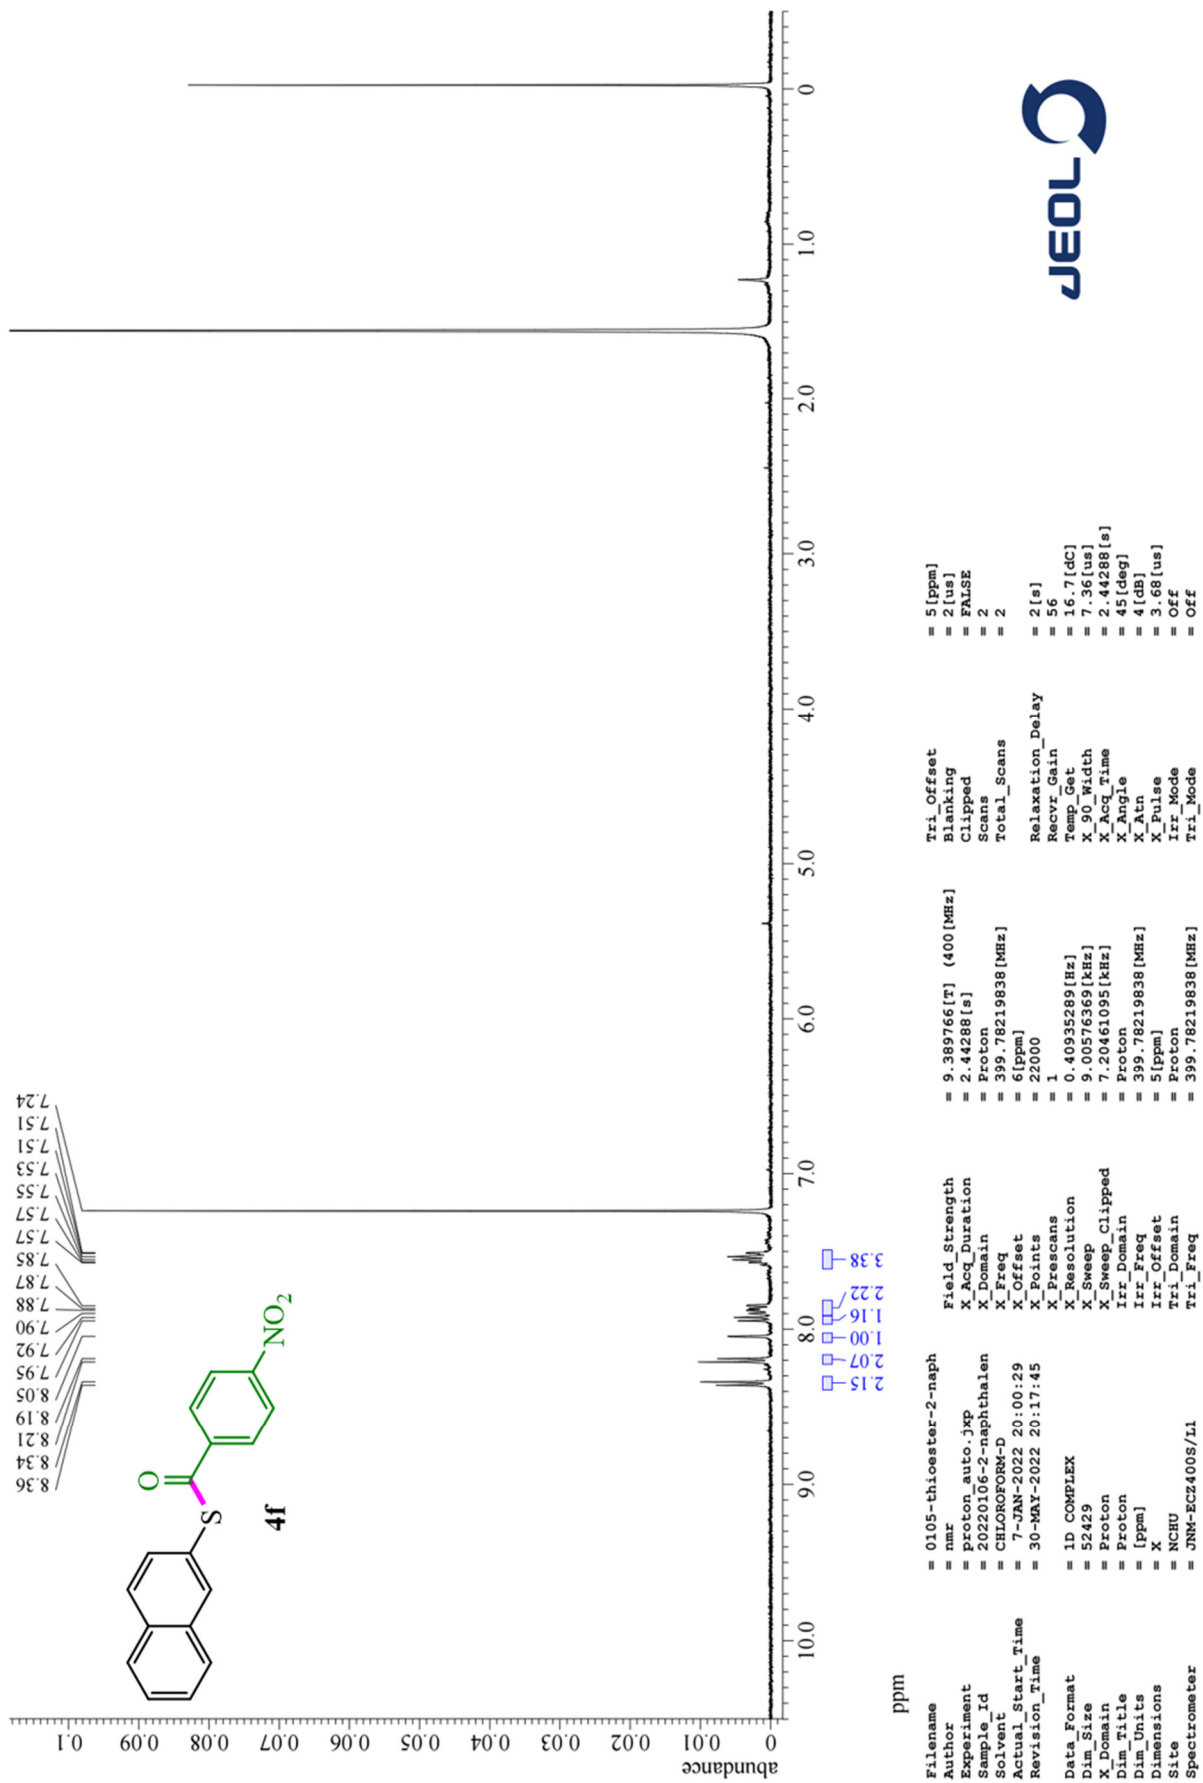 8.36
8.34
8.21
8.19
8.05
7.95
7.92
7.90
7.88
7.87
7.85
7.57
7.57
7.55
7.53
7.51
7.51
7.24
O
S
NO2
4f
abundance
0 0.01 0.02 0.03 0.04 0.05 0.06 0.07 0.08 0.09 0.1
2.15 2.07 1.00 1.16 2.22 3.38
10.0 9.0 8.0 7.0 6.0 5.0 4.0 3.0 2.0 1.0 0
ppm
Filename = 0105-thioester-2-naph
Author = nmr
Experiment = proton_auto.jxp
Sample_Id = 20220106-2-naphthalen
Solvent = CHLOROFORM-D
Actual_Start_Time = 7-JAN-2022 20:00:29
Revision_Time = 30-MAY-2022 20:17:45
Data_Format = 1D COMPLEX
Dim_Size = 52429
X_Domain = Proton
Dim_Title = Proton
Dim_Units = [ppm]
Dimensions = X
Site = NCHU
Spectrometer = JNM-ECZ400S/L1
Field_Strength = 9.389766[T] (400[MHz]
X_Acq_Duration = 2.44288[s]
X_Domain = Proton
X_Freq = 399.78219838[MHz]
X_Offset = 6[ppm]
X_Points = 22000
X_Prescans = 1
X_Resolution = 0.40935289[Hz]
X_Sweep = 9.00576369[kHz]
X_Sweep_Clipped = 7.20461095[kHz]
Irr_Domain = Proton
Irr_Freq = 399.78219838[MHz]
Irr_Offset = 5[ppm]
Tri_Domain = Proton
Tri_Freq = 399.78219838[MHz]
Tri_Offset = 5[ppm]
Blanking = 2[us]
Clipped = FALSE
Scans = 2
Total_Scans = 2
Relaxation_Delay = 2[s]
Recvr_Gain = 56
Temp_Get = 16.7[dC]
X_90_Width = 7.36[us]
X_Acq_Time = 2.44288[s]
X_Angle = 45[deg]
X_Atn = 4[dB]
X_Pulse = 3.68[us]
Irr_Mode = Off
Tri_Mode = Off
JEOL